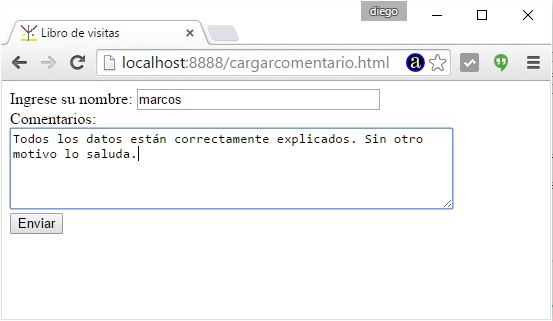 diego
Libro de visitas
localhost:8888/cargarcomentario.html
Ingrese su nombre: marcos
Comentarios:
Todos los datos están correctamente explicados. Sin otro
motivo lo saluda.
Enviar